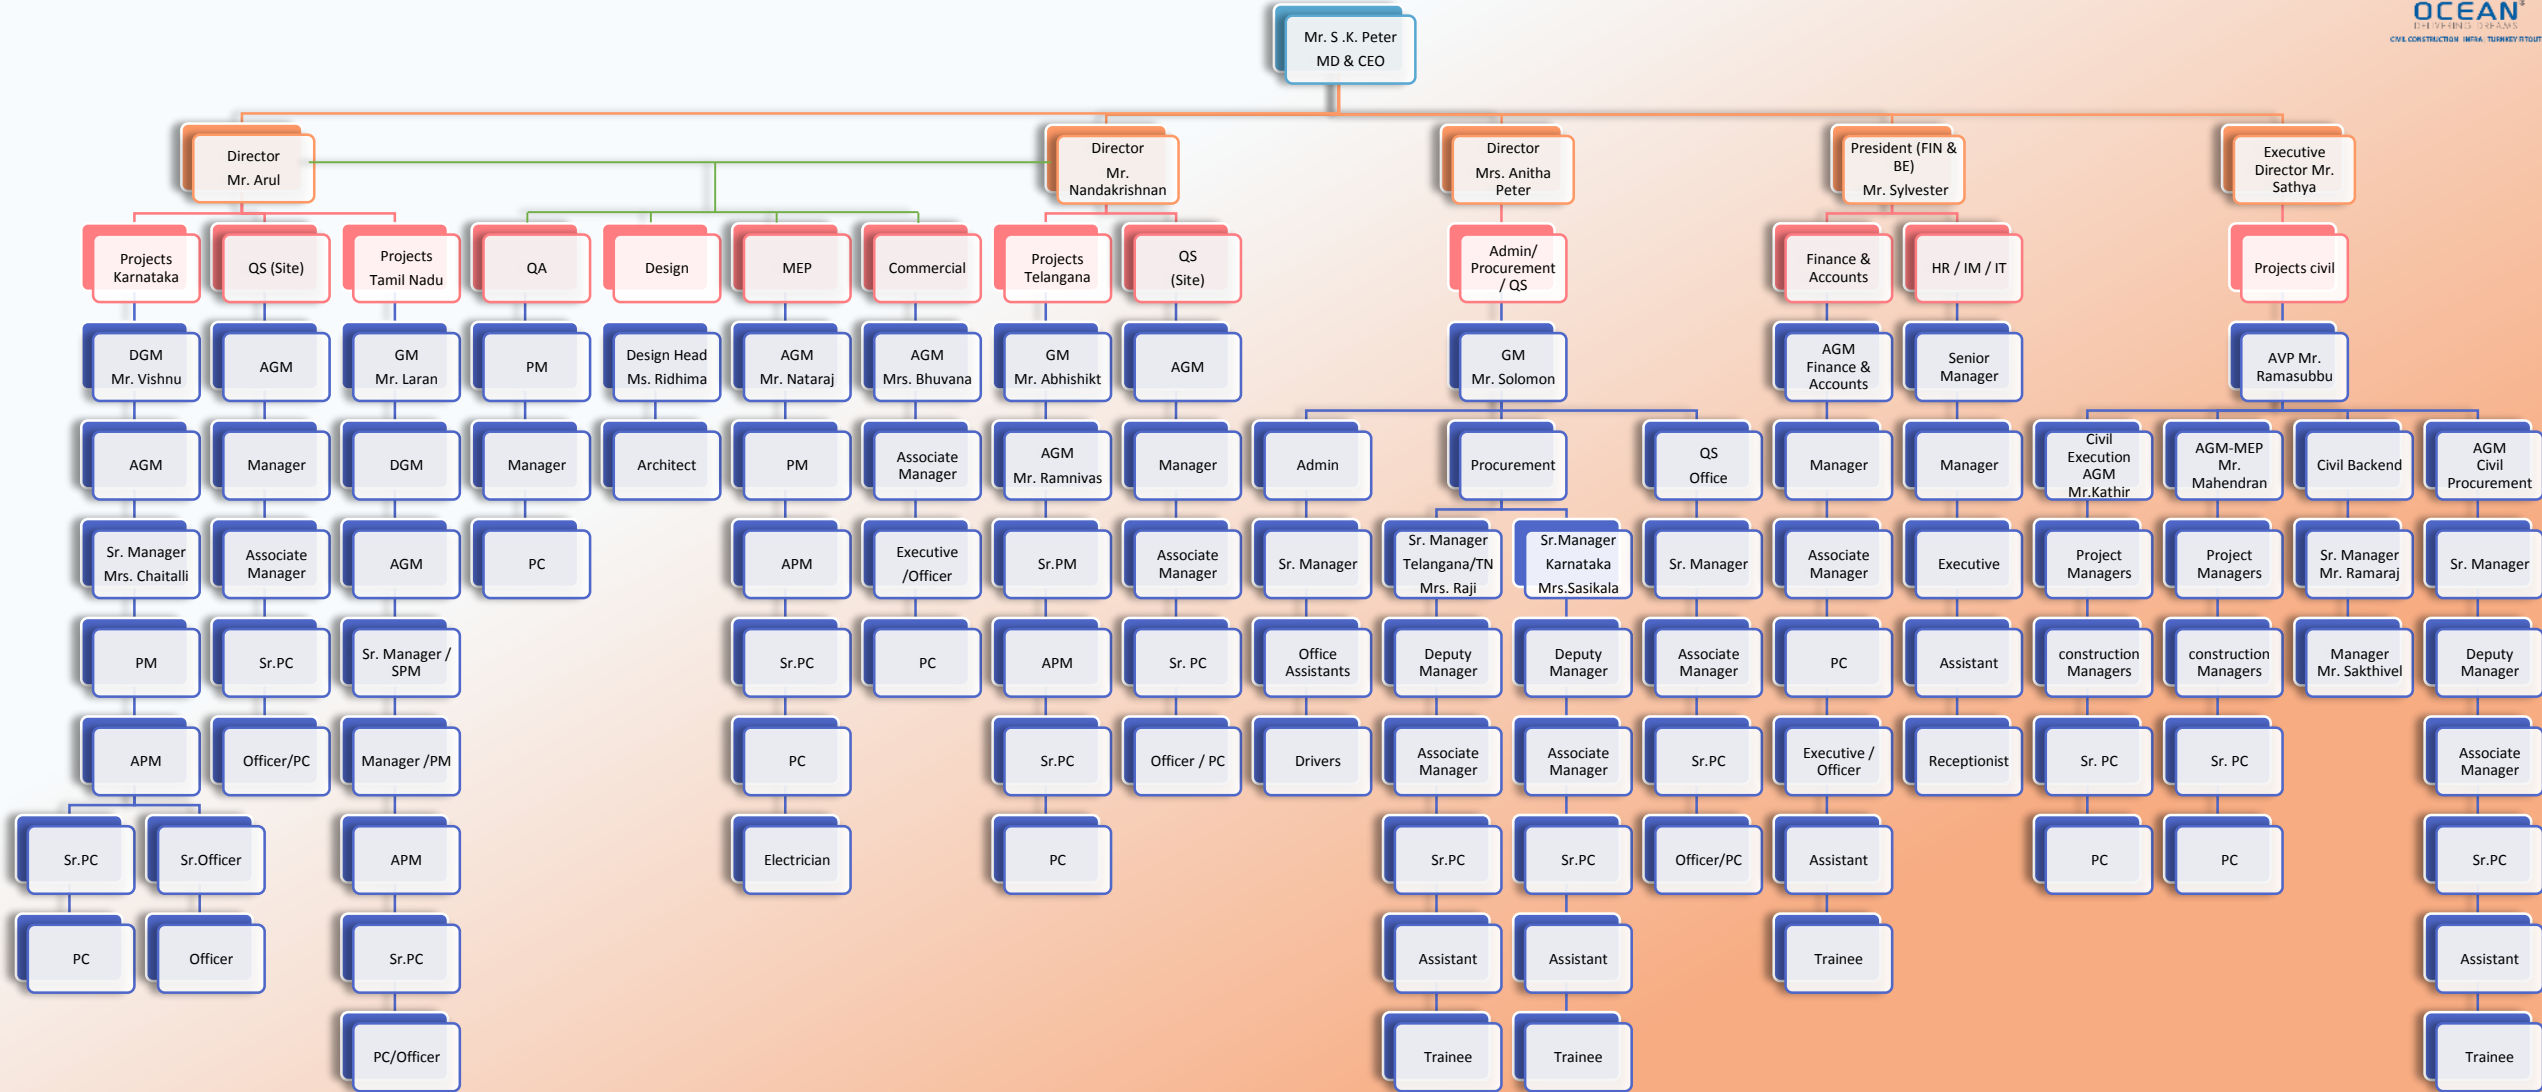 OCEAN
DELIVERING DREAMS
CIVIL CONSTRUCTION | INFRA | TURNKEY FITOUT
Mr. S .K. Peter
MD & CEO
Director
Mr. Arul
Director
Mr.
Nandakrishnan
Director
Mrs. Anitha
Peter
President (FIN &
BE)
Mr. Sylvester
Executive
Director Mr.
Sathya
Projects
Karnataka
QS (Site)
Projects
Tamil Nadu
QA
Design
MEP
Commercial
Projects
Telangana
QS
(Site)
Admin/
Procurement
/ QS
Finance &
Accounts
HR / IM / IT
Projects civil
DGM
Mr. Vishnu
AGM
GM
Mr. Laran
PM
Design Head
Ms. Ridhima
AGM
Mr. Nataraj
AGM
Mrs. Bhuvana
GM
Mr. Abhishikt
AGM
GM
Mr. Solomon
AGM
Finance &
Accounts
Senior
Manager
AVP Mr.
Ramasubbu
AGM
Manager
DGM
Manager
Architect
PM
Associate
Manager
AGM
Mr. Ramnivas
Manager
Admin
Procurement
QS
Office
Manager
Manager
Civil
Execution
AGM
Mr.Kathir
AGM-MEP
Mr.
Mahendran
Civil Backend
AGM
Civil
Procurement
Sr. Manager
Mrs. Chaitalli
Associate
Manager
AGM
PC
APM
Executive
/Officer
Sr.PM
Associate
Manager
Sr. Manager
Sr. Manager
Telangana/TN
Mrs. Raji
Sr.Manager
Karnataka
Mrs.Sasikala
Sr. Manager
Associate
Manager
Executive
Project
Managers
Project
Managers
Sr. Manager
Mr. Ramaraj
Sr. Manager
PM
Sr.PC
Sr. Manager /
SPM
Sr.PC
PC
APM
Sr. PC
Office
Assistants
Deputy
Manager
Deputy
Manager
Associate
Manager
PC
Assistant
construction
Managers
construction
Managers
Manager
Mr. Sakthivel
Deputy
Manager
APM
Officer/PC
Manager /PM
PC
Sr.PC
Officer / PC
Drivers
Associate
Manager
Associate
Manager
Sr.PC
Executive /
Officer
Receptionist
Sr. PC
Sr. PC
Associate
Manager
Sr.PC
Sr.Officer
APM
Electrician
PC
Sr.PC
Sr.PC
Officer/PC
Assistant
PC
PC
Sr.PC
PC
Officer
Sr.PC
Assistant
Assistant
Trainee
Assistant
PC/Officer
Trainee
Trainee
Trainee